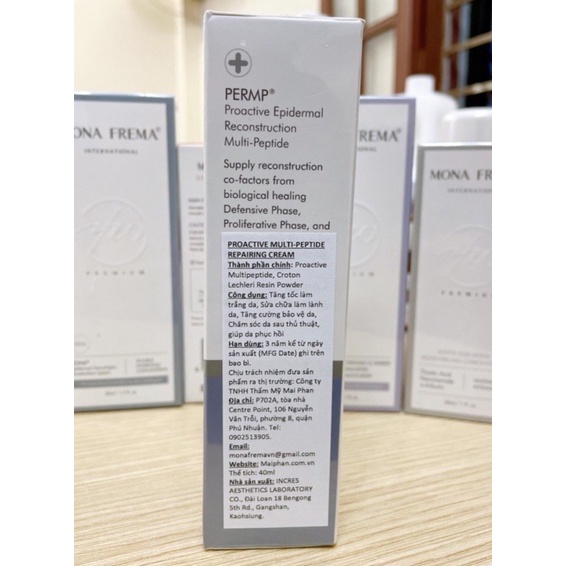 PERMP®
Proactive Epidermal
Reconstruction
Multi-Peptide
Supply reconstruction
co-factors from
biological healing
Defensive Phase,
Proliferative Phase, and
PROACTIVE MULTI-PEPTIDE
REPAIRING CREAM
Thành phần chính: Proactive
Multipeptide, Croton
Lechleri Resin Powder
Công dụng: Tăng tốc làm
trắng da, Sửa chữa làm lành
da, Tăng cường bảo vệ da,
Chăm sóc da sau thủ thuật,
giúp da phục hồi
Hạn dùng: 3 năm kể từ ngày
sản xuất (MFG Date) ghi trên
bao bì.
Chịu trách nhiệm đưa sản
phẩm ra thị trường: Công ty
TNHH Thẩm Mỹ Mai Phan
Địa chỉ: P702A, tòa nhà
Centre Point, 106 Nguyễn
Văn Trỗi, phường 8, quận
Phú Nhuận. Tel:
0902513905.
Email:
monafremavn@gmail.com
Website: Maiphan.com.vn
Thể tích: 40ml
Nhà sản xuất: INCRES
AESTHETICS LABORATORY
CO., Đài Loan 18 Bengong
5th Rd., Gangshan,
Kaohsiung.
MONA FREMA®
INTERNATIONAL
PREMIUM
FREMA®
MONA FREMA
INTERNATIONAL
PREMIUM